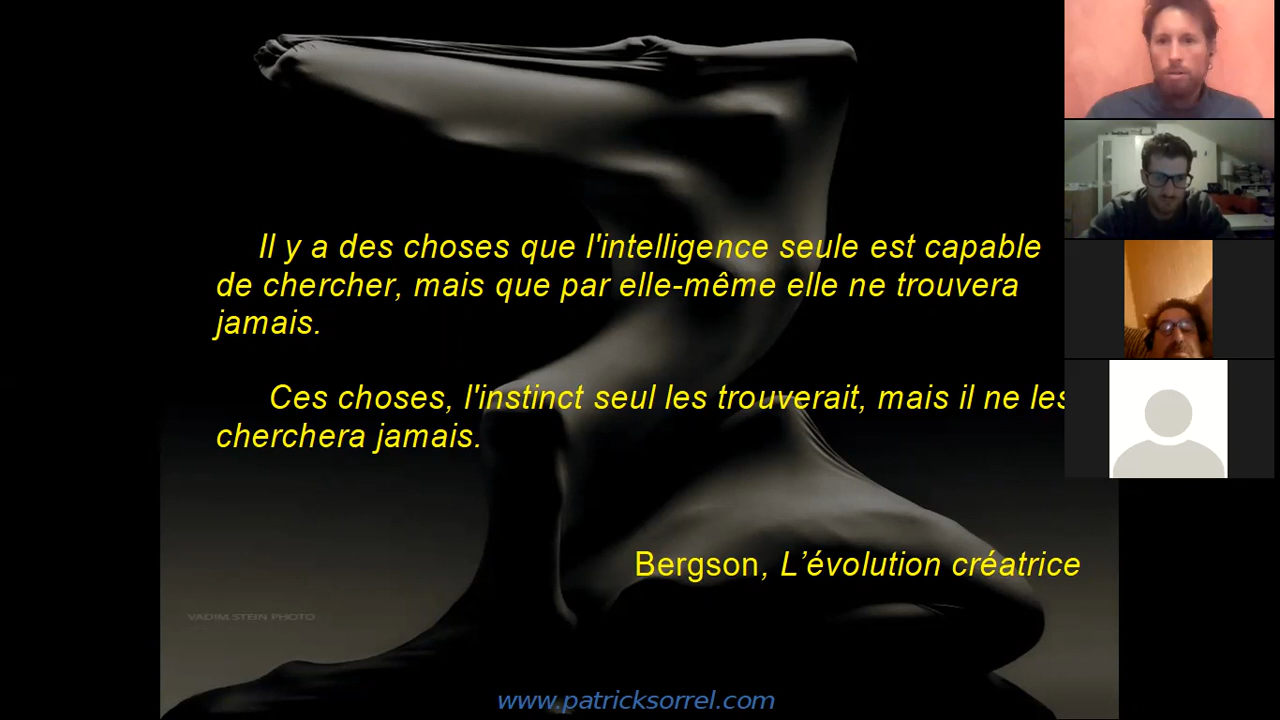 Il y a des choses que l'intelligence seule est capable
de chercher, mais que par elle-même elle ne trouvera
jamais.
Ces choses, l'instinct seul les trouverait, mais il ne les
cherchera jamais.
Bergson, L’évolution créatrice
VADIM STEIN PHOTO
www.patricksorrel.com